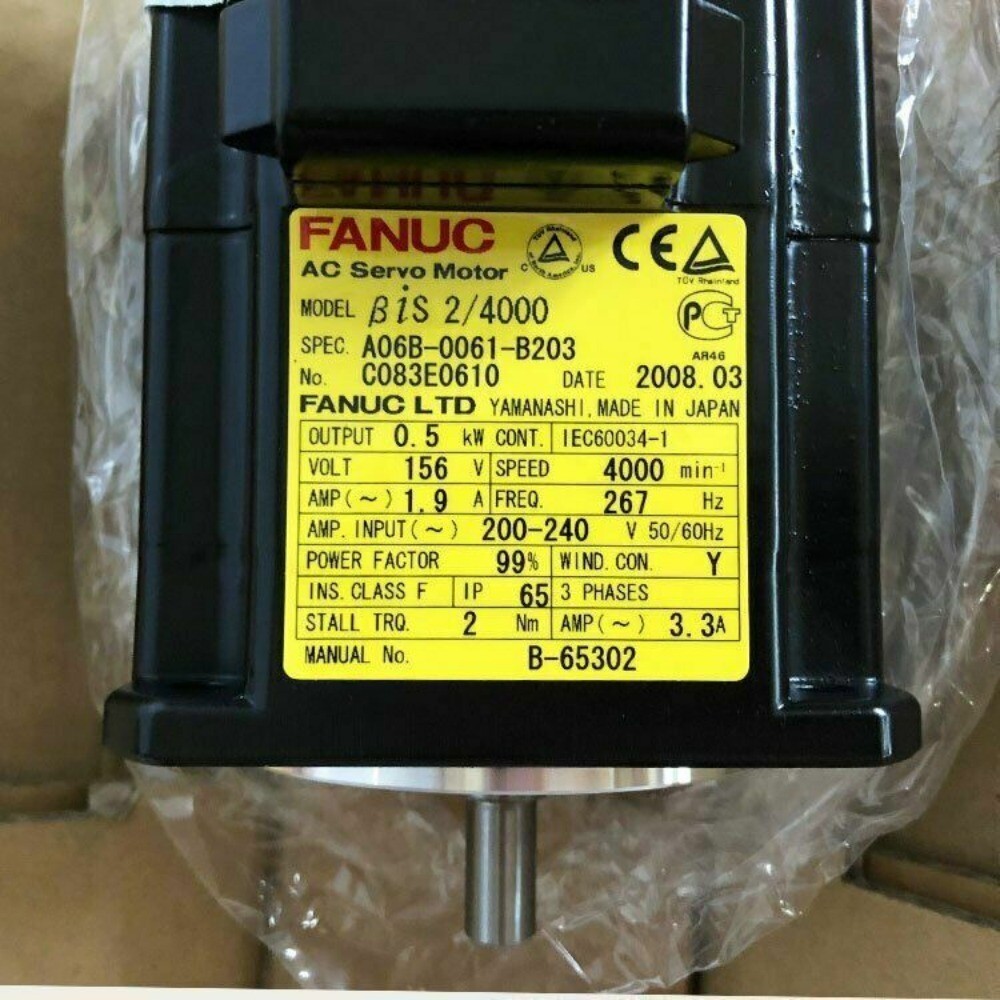 FANUC
AC Servo Motor
C US
CE
TÜV Rheinland
MODEL βiS 2/4000
PCT
SPEC. A06B-0061-B203
AR46
No. C083E0610 DATE 2008.03
FANUC LTD YAMANASHI, MADE IN JAPAN
OUTPUT 0.5 kW CONT. IEC60034-1
VOLT 156 V SPEED 4000 min⁻¹
AMP(~) 1.9 A FREQ. 267 Hz
AMP. INPUT(~) 200-240 V 50/60Hz
POWER FACTOR 99% WIND. CON. Y
INS. CLASS F IP 65 3 PHASES
STALL TRQ. 2 Nm AMP(~) 3.3A
MANUAL No. B-65302